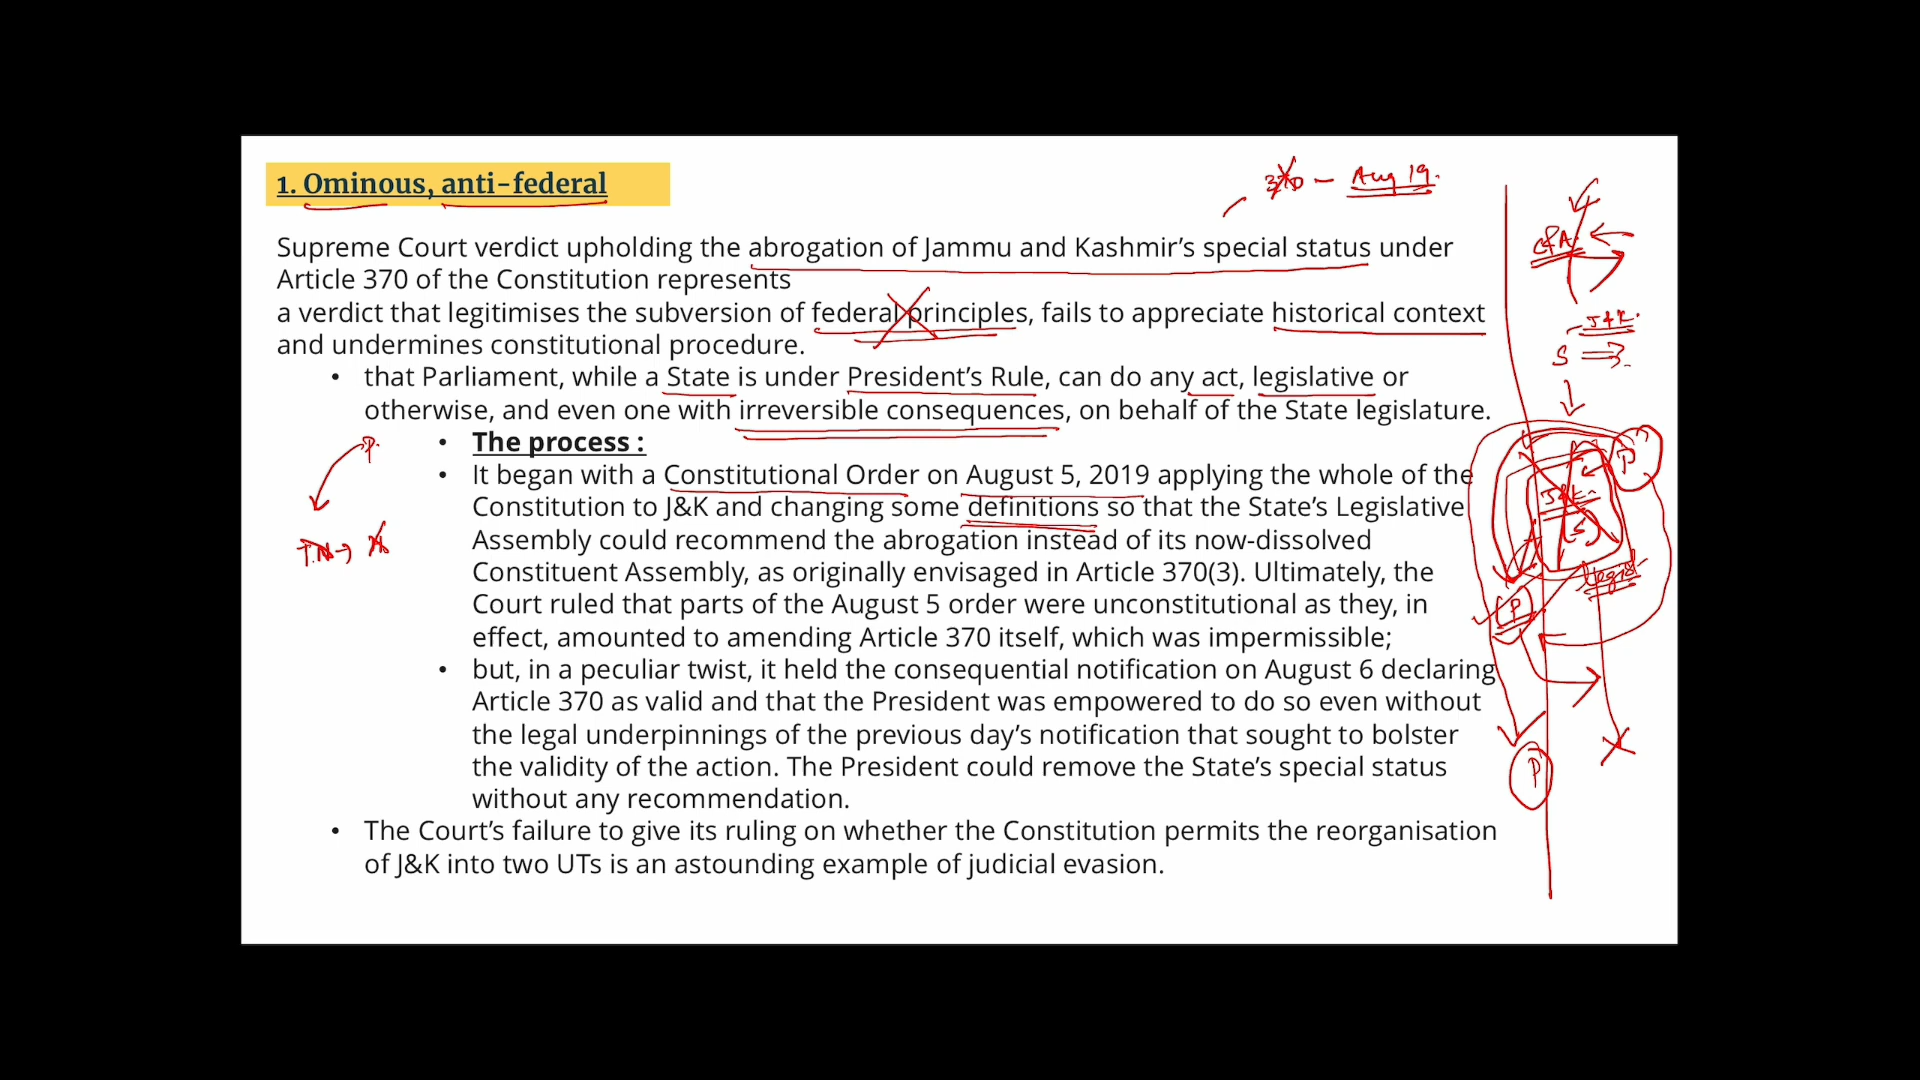 1. Ominous, anti-federal
370 - Aug 19.
Supreme Court verdict upholding the abrogation of Jammu and Kashmir's special status under
Article 370 of the Constitution represents
a verdict that legitimises the subversion of federal principles, fails to appreciate historical context
and undermines constitutional procedure.
• that Parliament, while a State is under President's Rule, can do any act, legislative or
otherwise, and even one with irreversible consequences, on behalf of the State legislature.
• The process :
• It began with a Constitutional Order on August 5, 2019 applying the whole of the
Constitution to J&K and changing some definitions so that the State's Legislative
Assembly could recommend the abrogation instead of its now-dissolved
Constituent Assembly, as originally envisaged in Article 370(3). Ultimately, the
Court ruled that parts of the August 5 order were unconstitutional as they, in
effect, amounted to amending Article 370 itself, which was impermissible;
• but, in a peculiar twist, it held the consequential notification on August 6 declaring
Article 370 as valid and that the President was empowered to do so even without
the legal underpinnings of the previous day's notification that sought to bolster
the validity of the action. The President could remove the State's special status
without any recommendation.
• The Court's failure to give its ruling on whether the Constitution permits the reorganisation
of J&K into two UTs is an astounding example of judicial evasion.
P.
J&K.
S
P
J&K
S
P
P